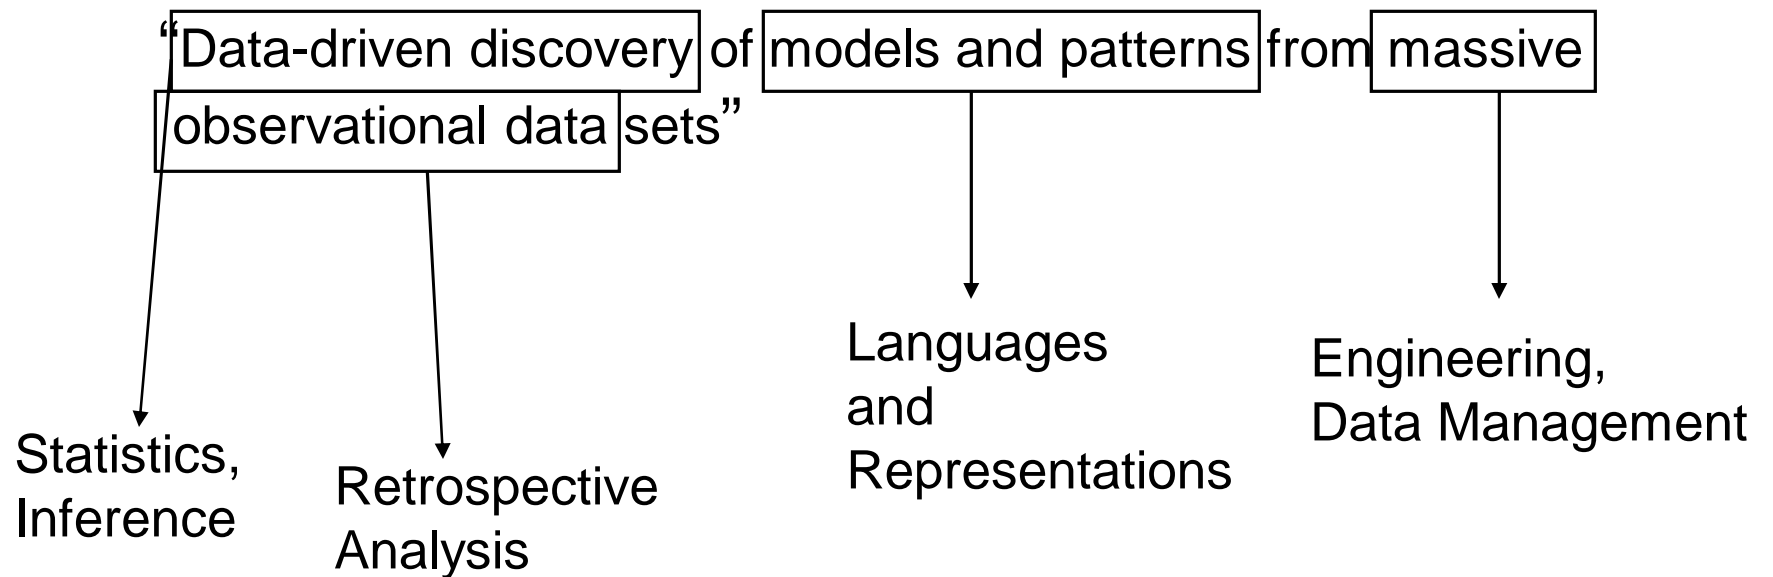 “Data-driven discovery of models and patterns from massive
observational data sets”
Languages
and
Representations
Engineering,
Data Management
Statistics,
Inference
Retrospective
Analysis